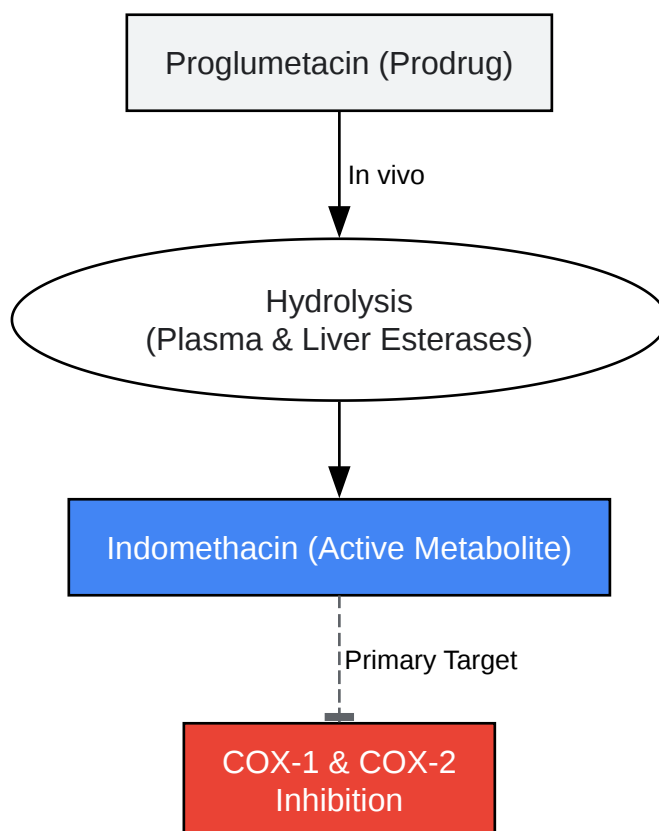 Proglumetacin (Prodrug)
In vivo
Hydrolysis
(Plasma & Liver Esterases)
Indomethacin (Active Metabolite)
Primary Target
COX-1 & COX-2
Inhibition